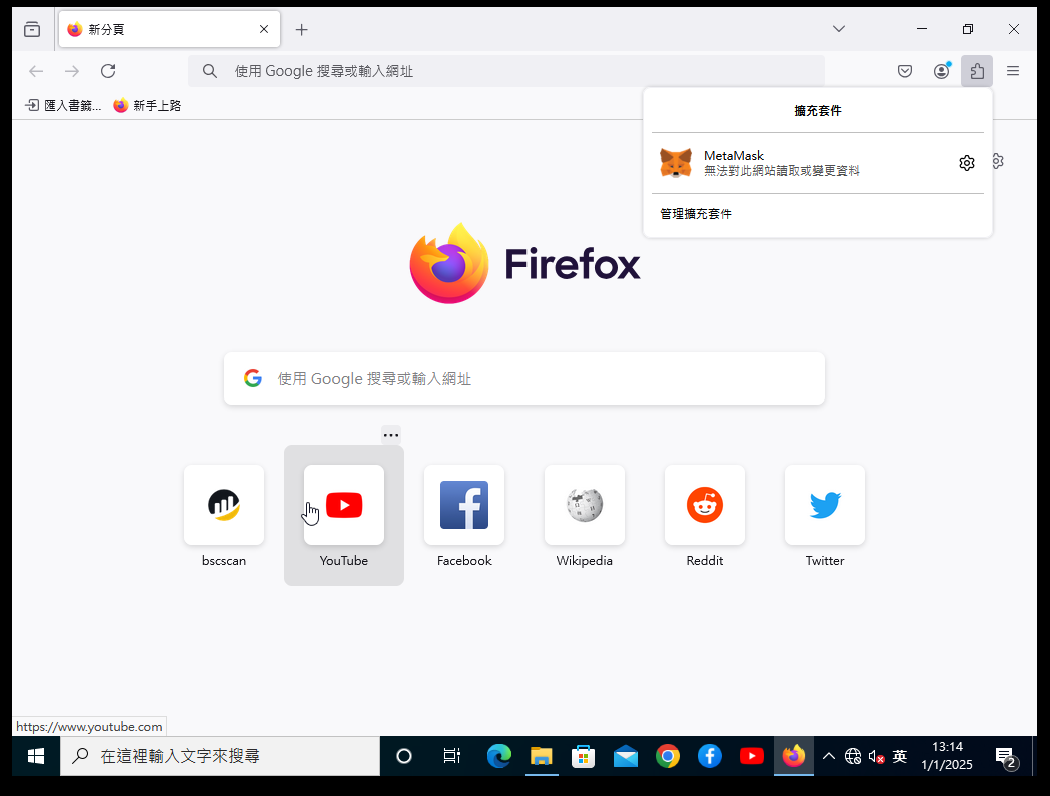 新分頁
使用 Google 搜尋或輸入網址
匯入書籤...
新手上路
擴充套件
MetaMask
無法對此網站讀取或變更資料
管理擴充套件
Firefox
使用 Google 搜尋或輸入網址
bscscan
YouTube
Facebook
Wikipedia
Reddit
Twitter
https://www.youtube.com
在這裡輸入文字來搜尋
英
13:14
1/1/2025
2